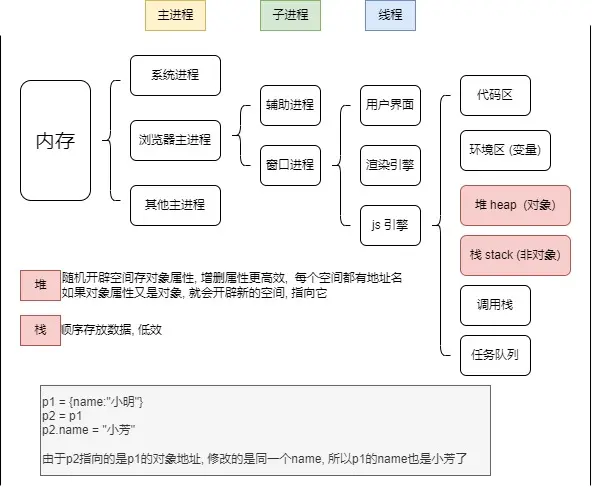 主进程
子进程
线程
内存
系统进程
浏览器主进程
其他主进程
辅助进程
窗口进程
用户界面
渲染引擎
js 引擎
代码区
环境区 (变量)
堆 heap (对象)
栈 stack (非对象)
调用栈
任务队列
堆
随机开辟空间存对象属性, 增删属性更高效, 每个空间都有地址名
如果对象属性又是对象, 就会开辟新的空间, 指向它
栈
顺序存放数据, 低效
p1 = {name:"小明"}
p2 = p1
p2.name = "小芳"
由于p2指向的是p1的对象地址, 修改的是同一个name, 所以p1的name也是小芳了